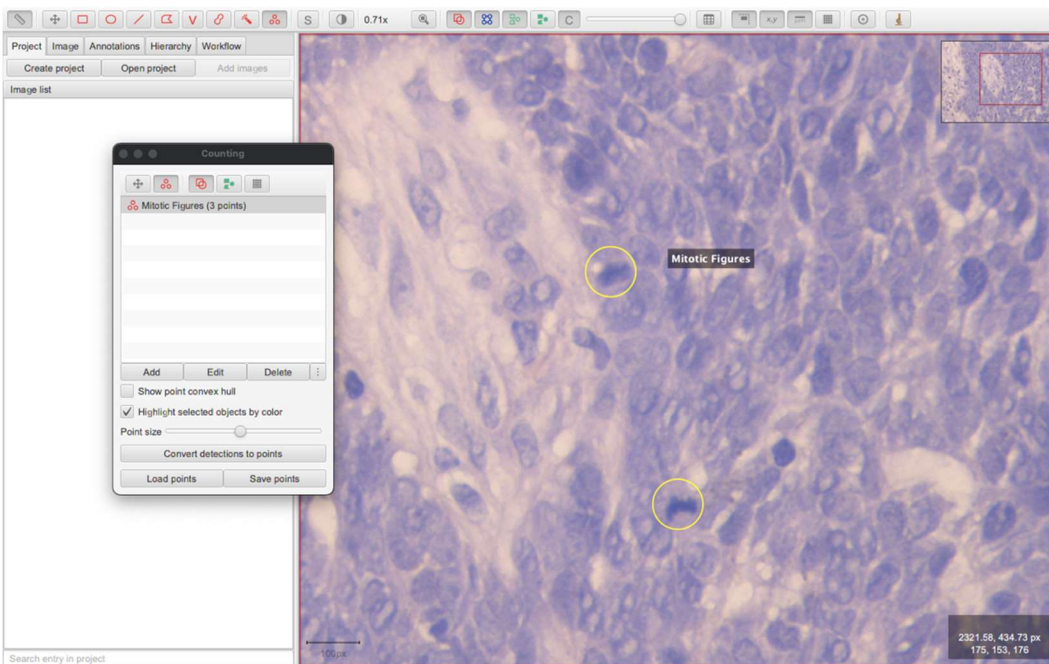 S 0.71x C x,y
Project Image Annotations Hierarchy Workflow
Create project Open project Add images
Image list
Counting
Mitotic Figures (3 points)
Mitotic Figures
Add Edit Delete
Show point convex hull
Highlight selected objects by color
Point size
Convert detections to points
Load points Save points
100px
2321.58, 434.73 px
175, 153, 176
Search entry in project